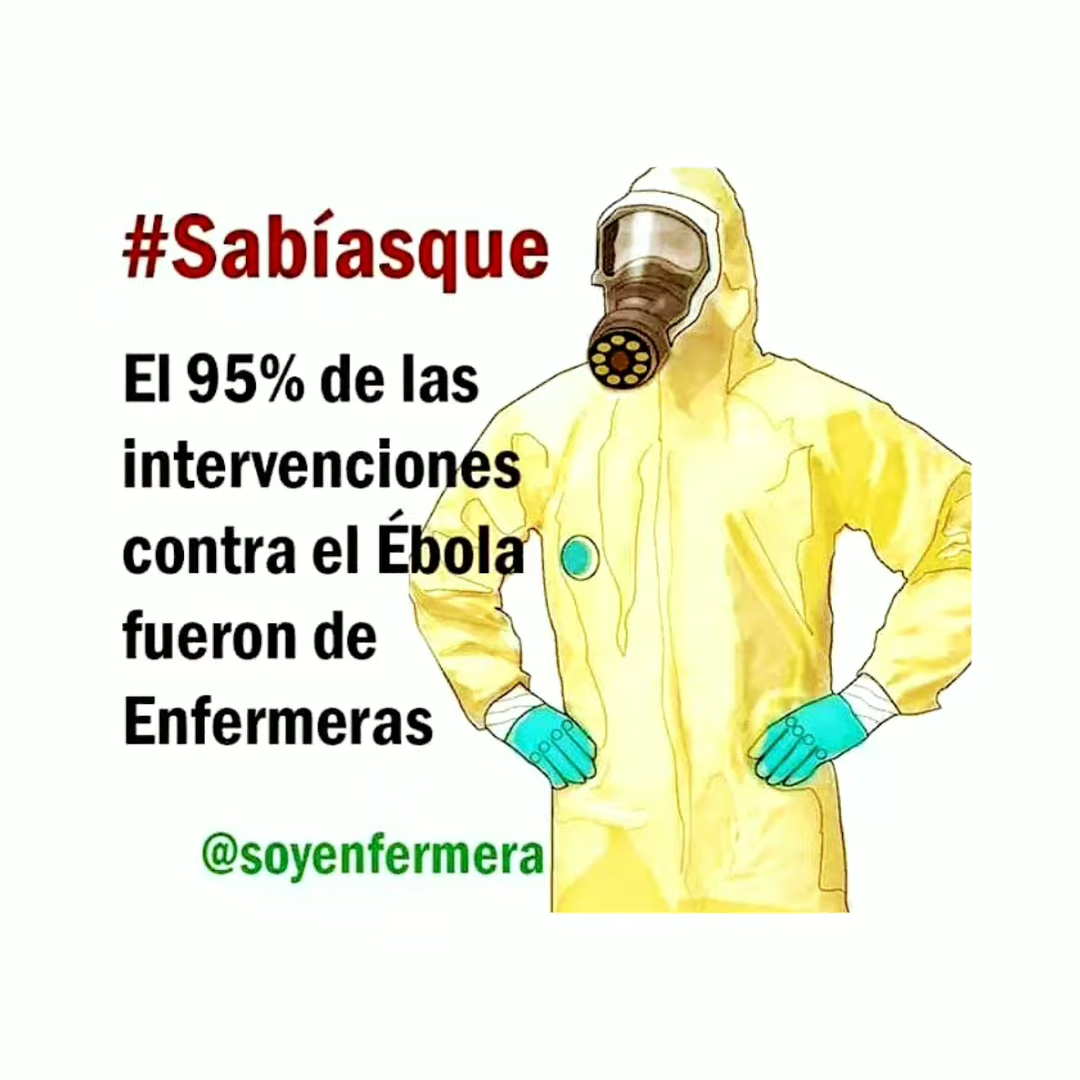 #Sabíasque
El 95% de las
intervenciones
contra el Ébola
fueron de
Enfermeras
@soyenfermera